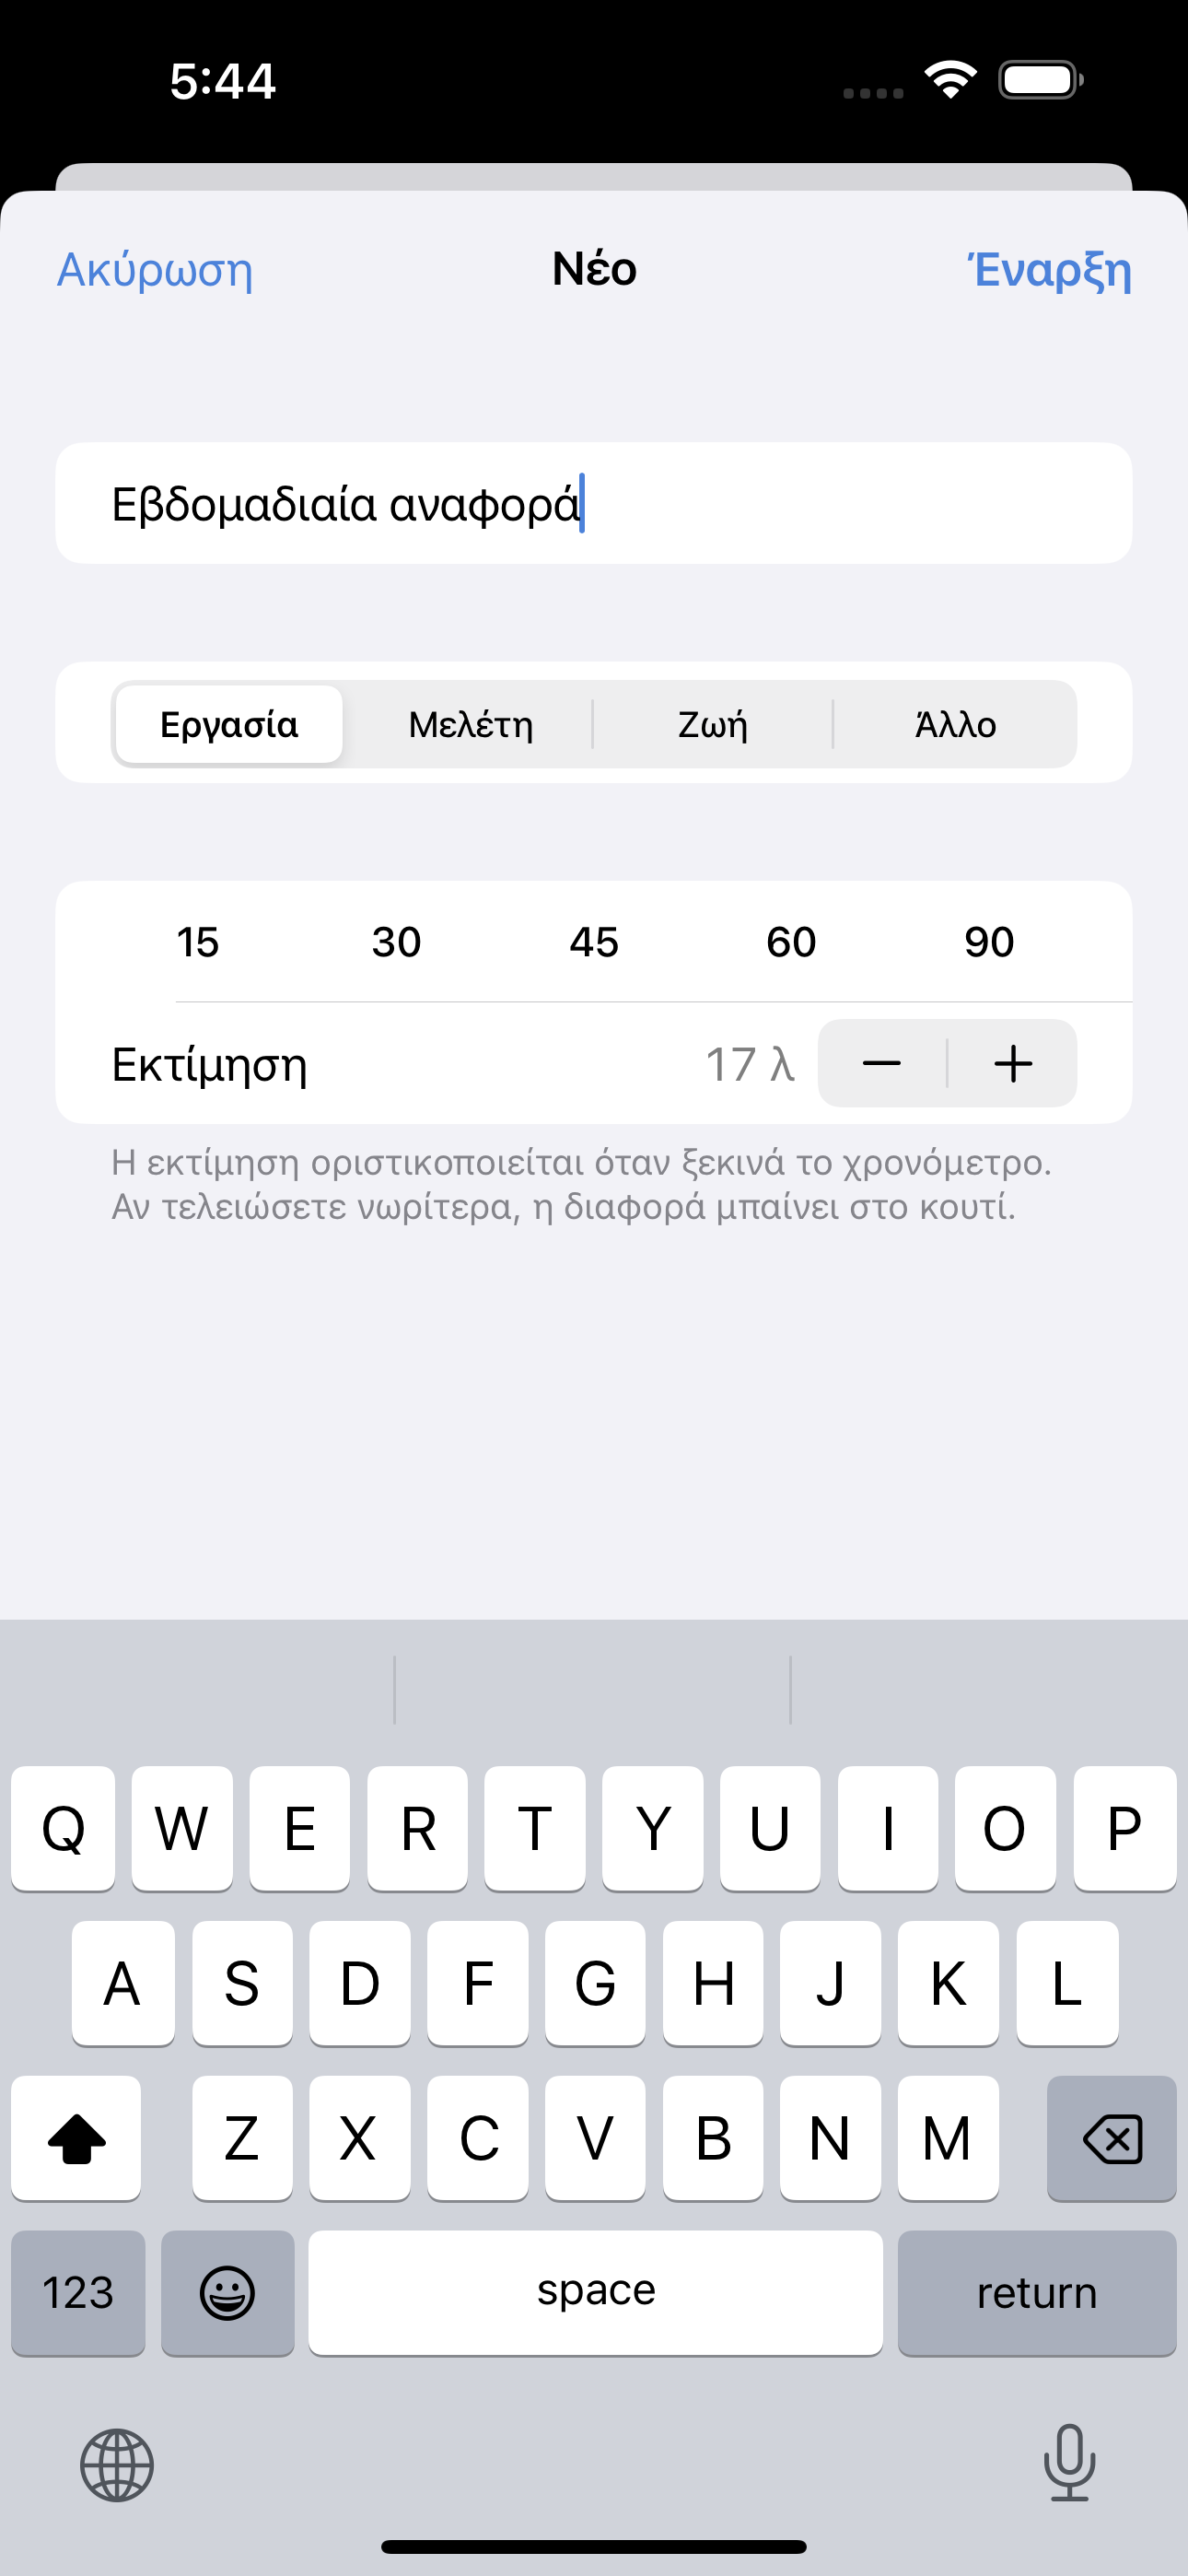 5:44
Ακύρωση Νέο Έναρξη
Εβδομαδιαία αναφορά
Εργασία Μελέτη Ζωή Άλλο
15 30 45 60 90
Εκτίμηση 17 λ
Η εκτίμηση οριστικοποιείται όταν ξεκινά το χρονόμετρο.
Αν τελειώσετε νωρίτερα, η διαφορά μπαίνει στο κουτί.
Q W E R T Y U I O P
A S D F G H J K L
Z X C V B N M
123 space return